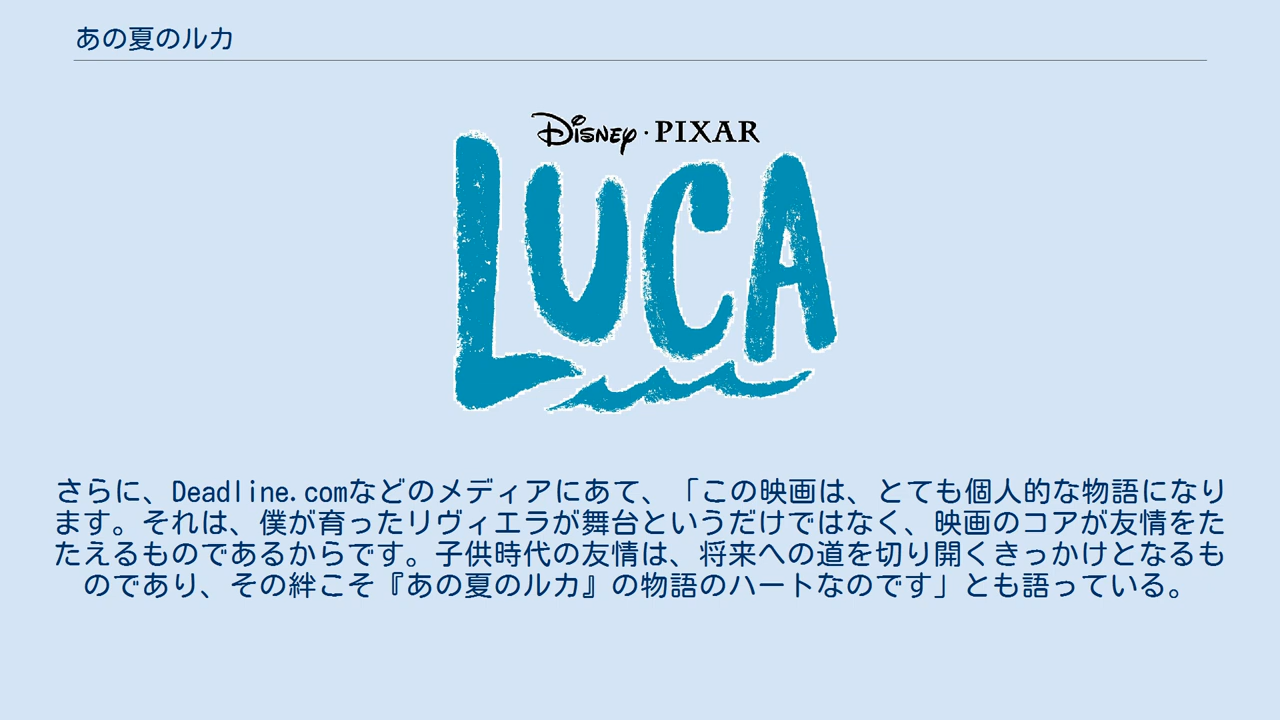 あの夏のルカ
Disney · PIXAR
LUCA
さらに、Deadline.comなどのメディアにあて、「この映画は、とても個人的な物語になり
ます。それは、僕が育ったリヴィエラが舞台というだけではなく、映画のコアが友情をた
たえるものであるからです。子供時代の友情は、将来への道を切り開くきっかけとなるも
のであり、その絆こそ『あの夏のルカ』の物語のハートなのです」とも語っている。